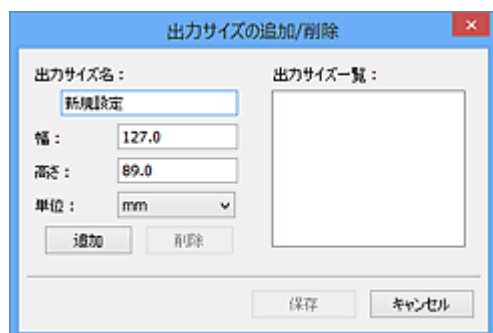 出力サイズの追加/削除
出力サイズ名：
新規設定
幅：
127.0
高さ：
89.0
単位：
mm
追加
削除
出力サイズ一覧：
保存
キャンセル